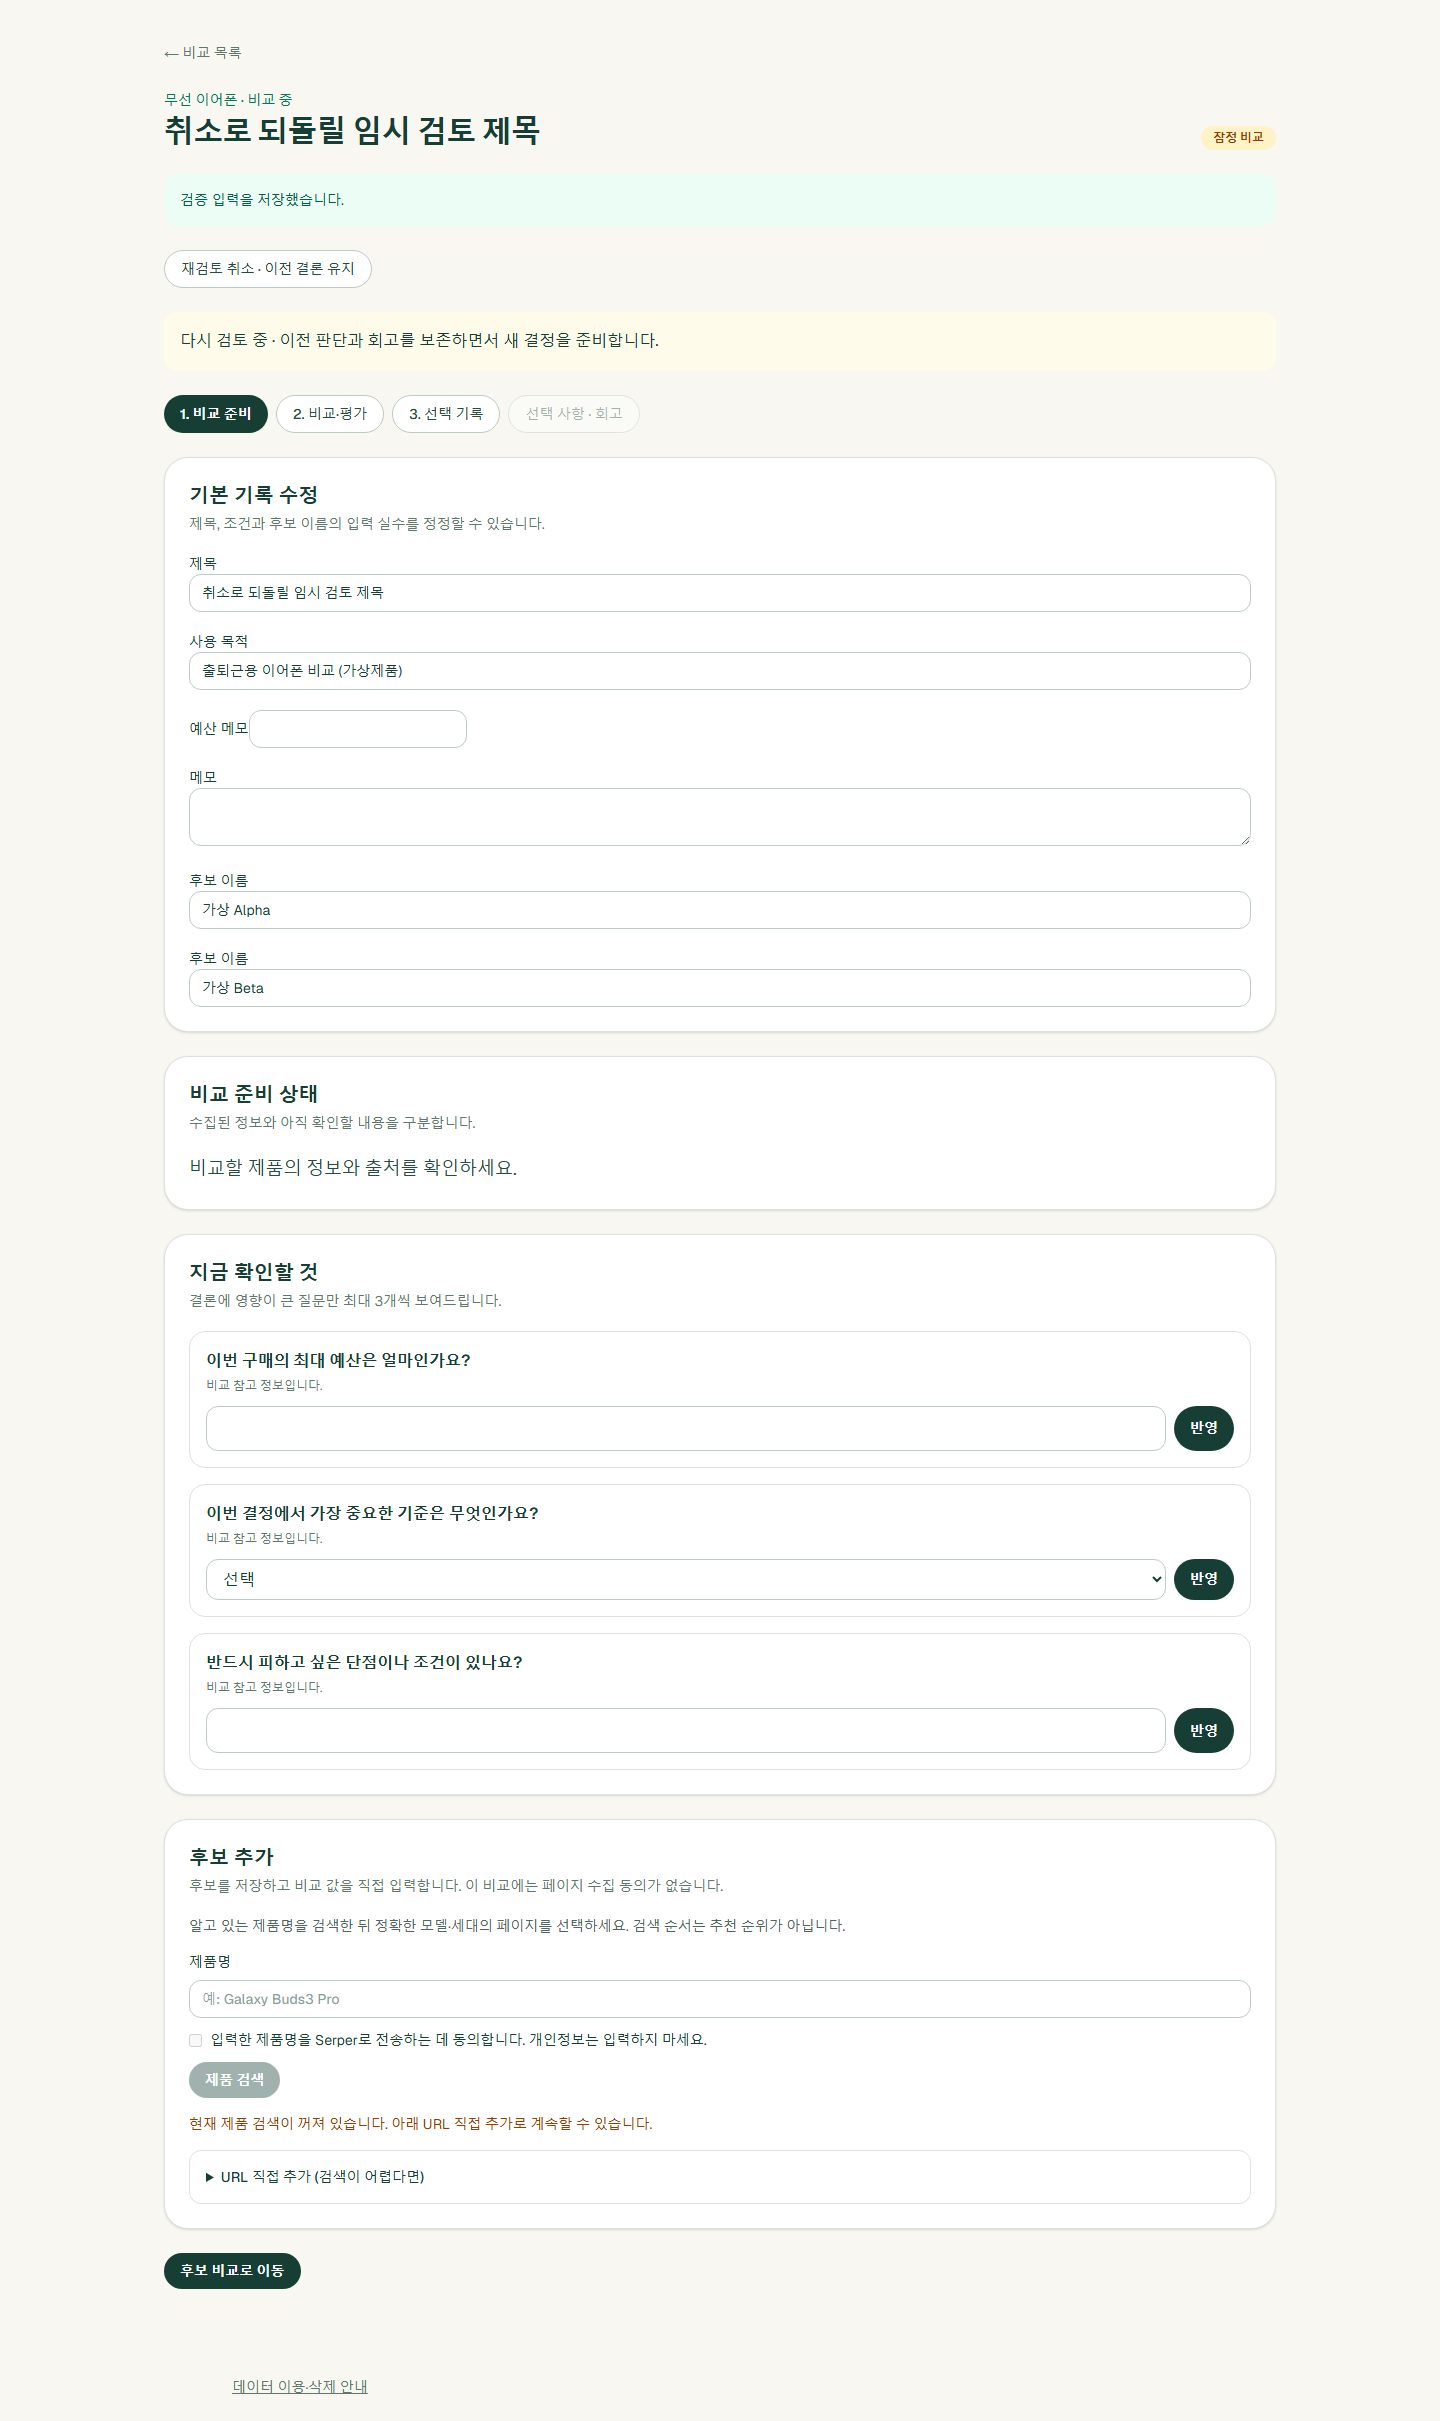 ← 비교 목록
무선 이어폰 · 비교 중
취소로 되돌릴 임시 검토 제목
잠정 비교
검증 입력을 저장했습니다.
재검토 취소 · 이전 결론 유지
다시 검토 중 · 이전 판단과 회고를 보존하면서 새 결정을 준비합니다.
1. 비교 준비
2. 비교·평가
3. 선택 기록
선택 사항 · 회고
기본 기록 수정
제목, 조건과 후보 이름의 입력 실수를 정정할 수 있습니다.
제목
취소로 되돌릴 임시 검토 제목
사용 목적
출퇴근용 이어폰 비교 (가상제품)
예산 메모
메모
후보 이름
가상 Alpha
후보 이름
가상 Beta
비교 준비 상태
수집된 정보와 아직 확인할 내용을 구분합니다.
비교할 제품의 정보와 출처를 확인하세요.
지금 확인할 것
결론에 영향이 큰 질문만 최대 3개씩 보여드립니다.
이번 구매의 최대 예산은 얼마인가요?
비교 참고 정보입니다.
반영
이번 결정에서 가장 중요한 기준은 무엇인가요?
비교 참고 정보입니다.
선택
반영
반드시 피하고 싶은 단점이나 조건이 있나요?
비교 참고 정보입니다.
반영
후보 추가
후보를 저장하고 비교 값을 직접 입력합니다. 이 비교에는 페이지 수집 동의가 없습니다.
알고 있는 제품명을 검색한 뒤 정확한 모델·세대의 페이지를 선택하세요. 검색 순서는 추천 순위가 아닙니다.
제품명
예: Galaxy Buds3 Pro
입력한 제품명을 Serper로 전송하는 데 동의합니다. 개인정보는 입력하지 마세요.
제품 검색
현재 제품 검색이 꺼져 있습니다. 아래 URL 직접 추가로 계속할 수 있습니다.
▶ URL 직접 추가 (검색이 어렵다면)
후보 비교로 이동
데이터 이용·삭제 안내